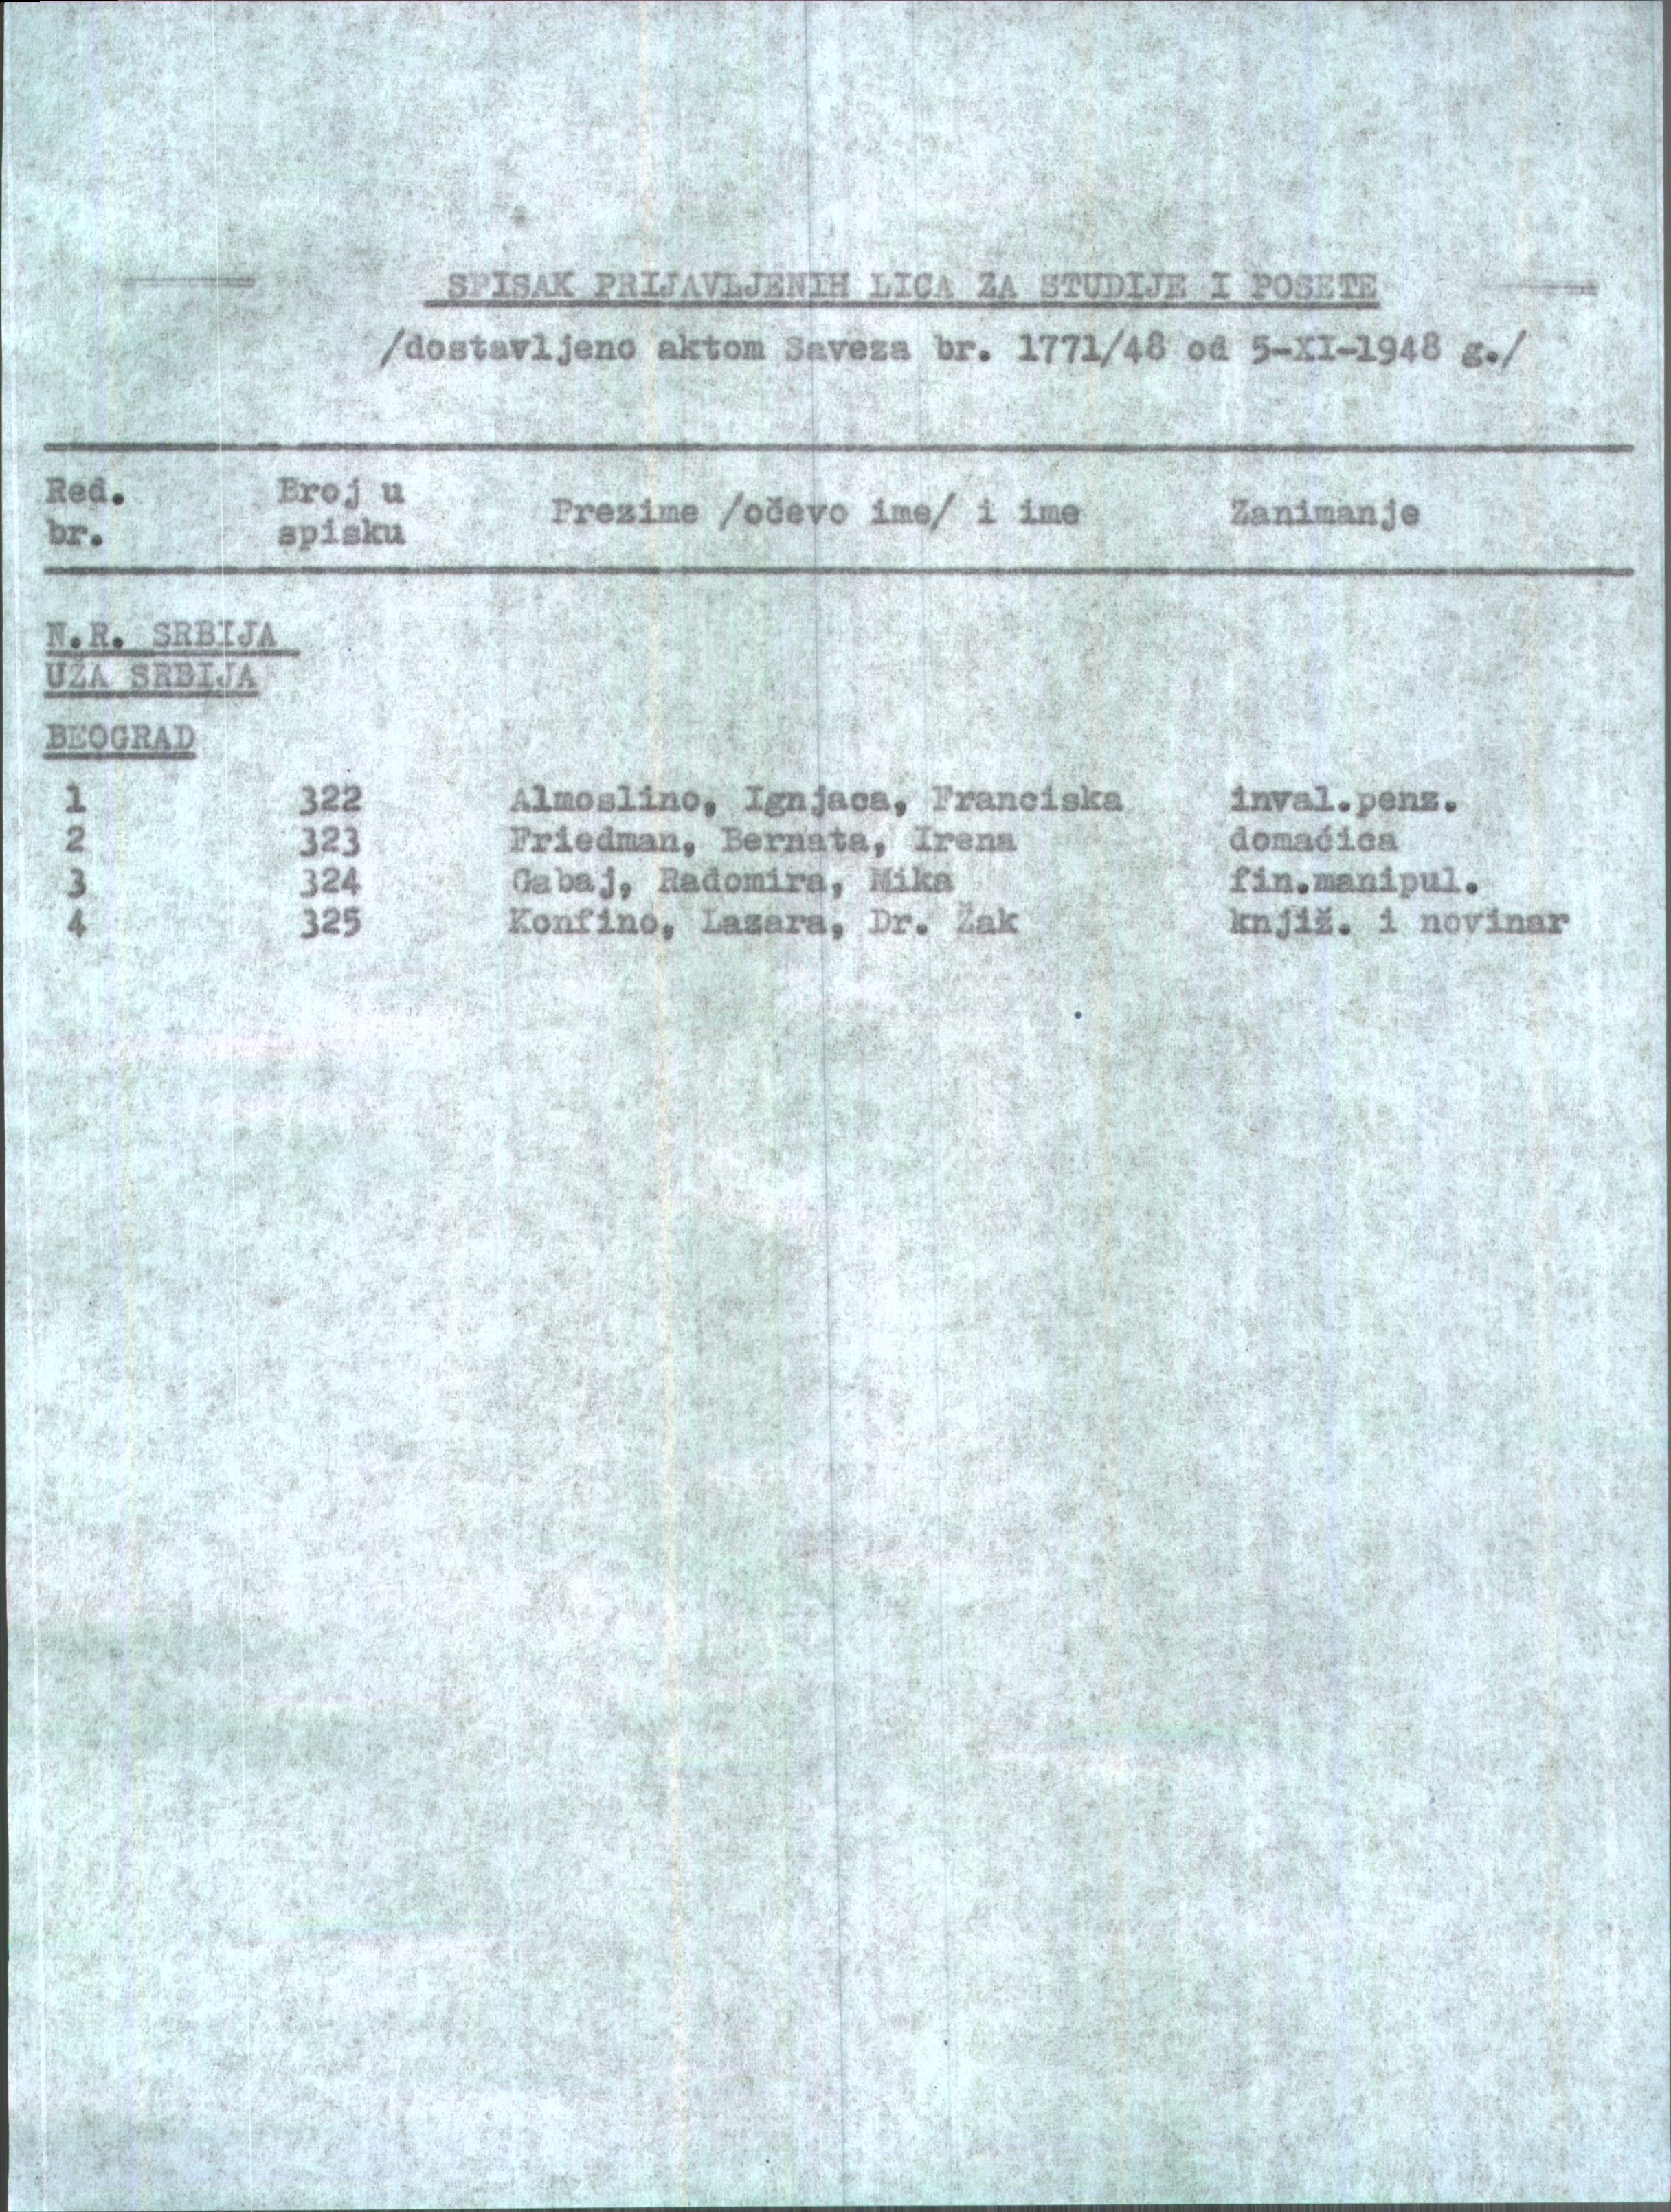 SPISAK PRIJAVLJENIH LICA ZA STUDIJE I POSETE
/dostavljeno aktom Saveza br. 1771/48 od 5-XI-1948 g./
Red. br. Broj u spisku Prezime /očevo ime/ i ime Zanimanje
N.R. SRBIJA
UŽA SRBIJA
BEOGRAD
1 322 Almoslino, Ignjaca, Franciska inval.penz.
2 323 Friedman, Bernata, Irena domaćica
3 324 Gabaj, Radomira, Mika fin.manipul.
4 325 Konfino, Lazara, Dr. Žak knjiž. i novinar